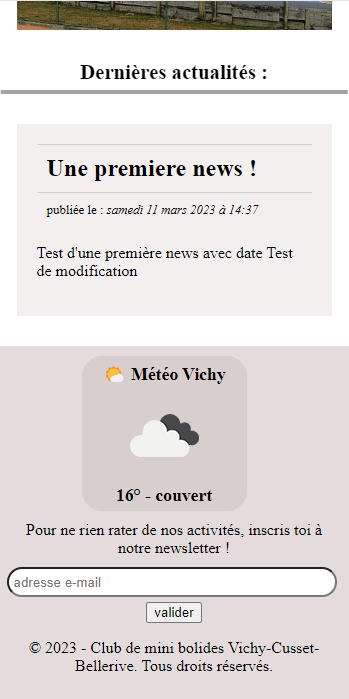 Dernières actualités :
Une premiere news !
publiée le : samedi 11 mars 2023 à 14:37
Test d'une première news avec date Test
de modification
Météo Vichy
16° - couvert
Pour ne rien rater de nos activités, inscris toi à
notre newsletter !
adresse e-mail
valider
© 2023 - Club de mini bolides Vichy-Cusset-
Bellerive. Tous droits réservés.